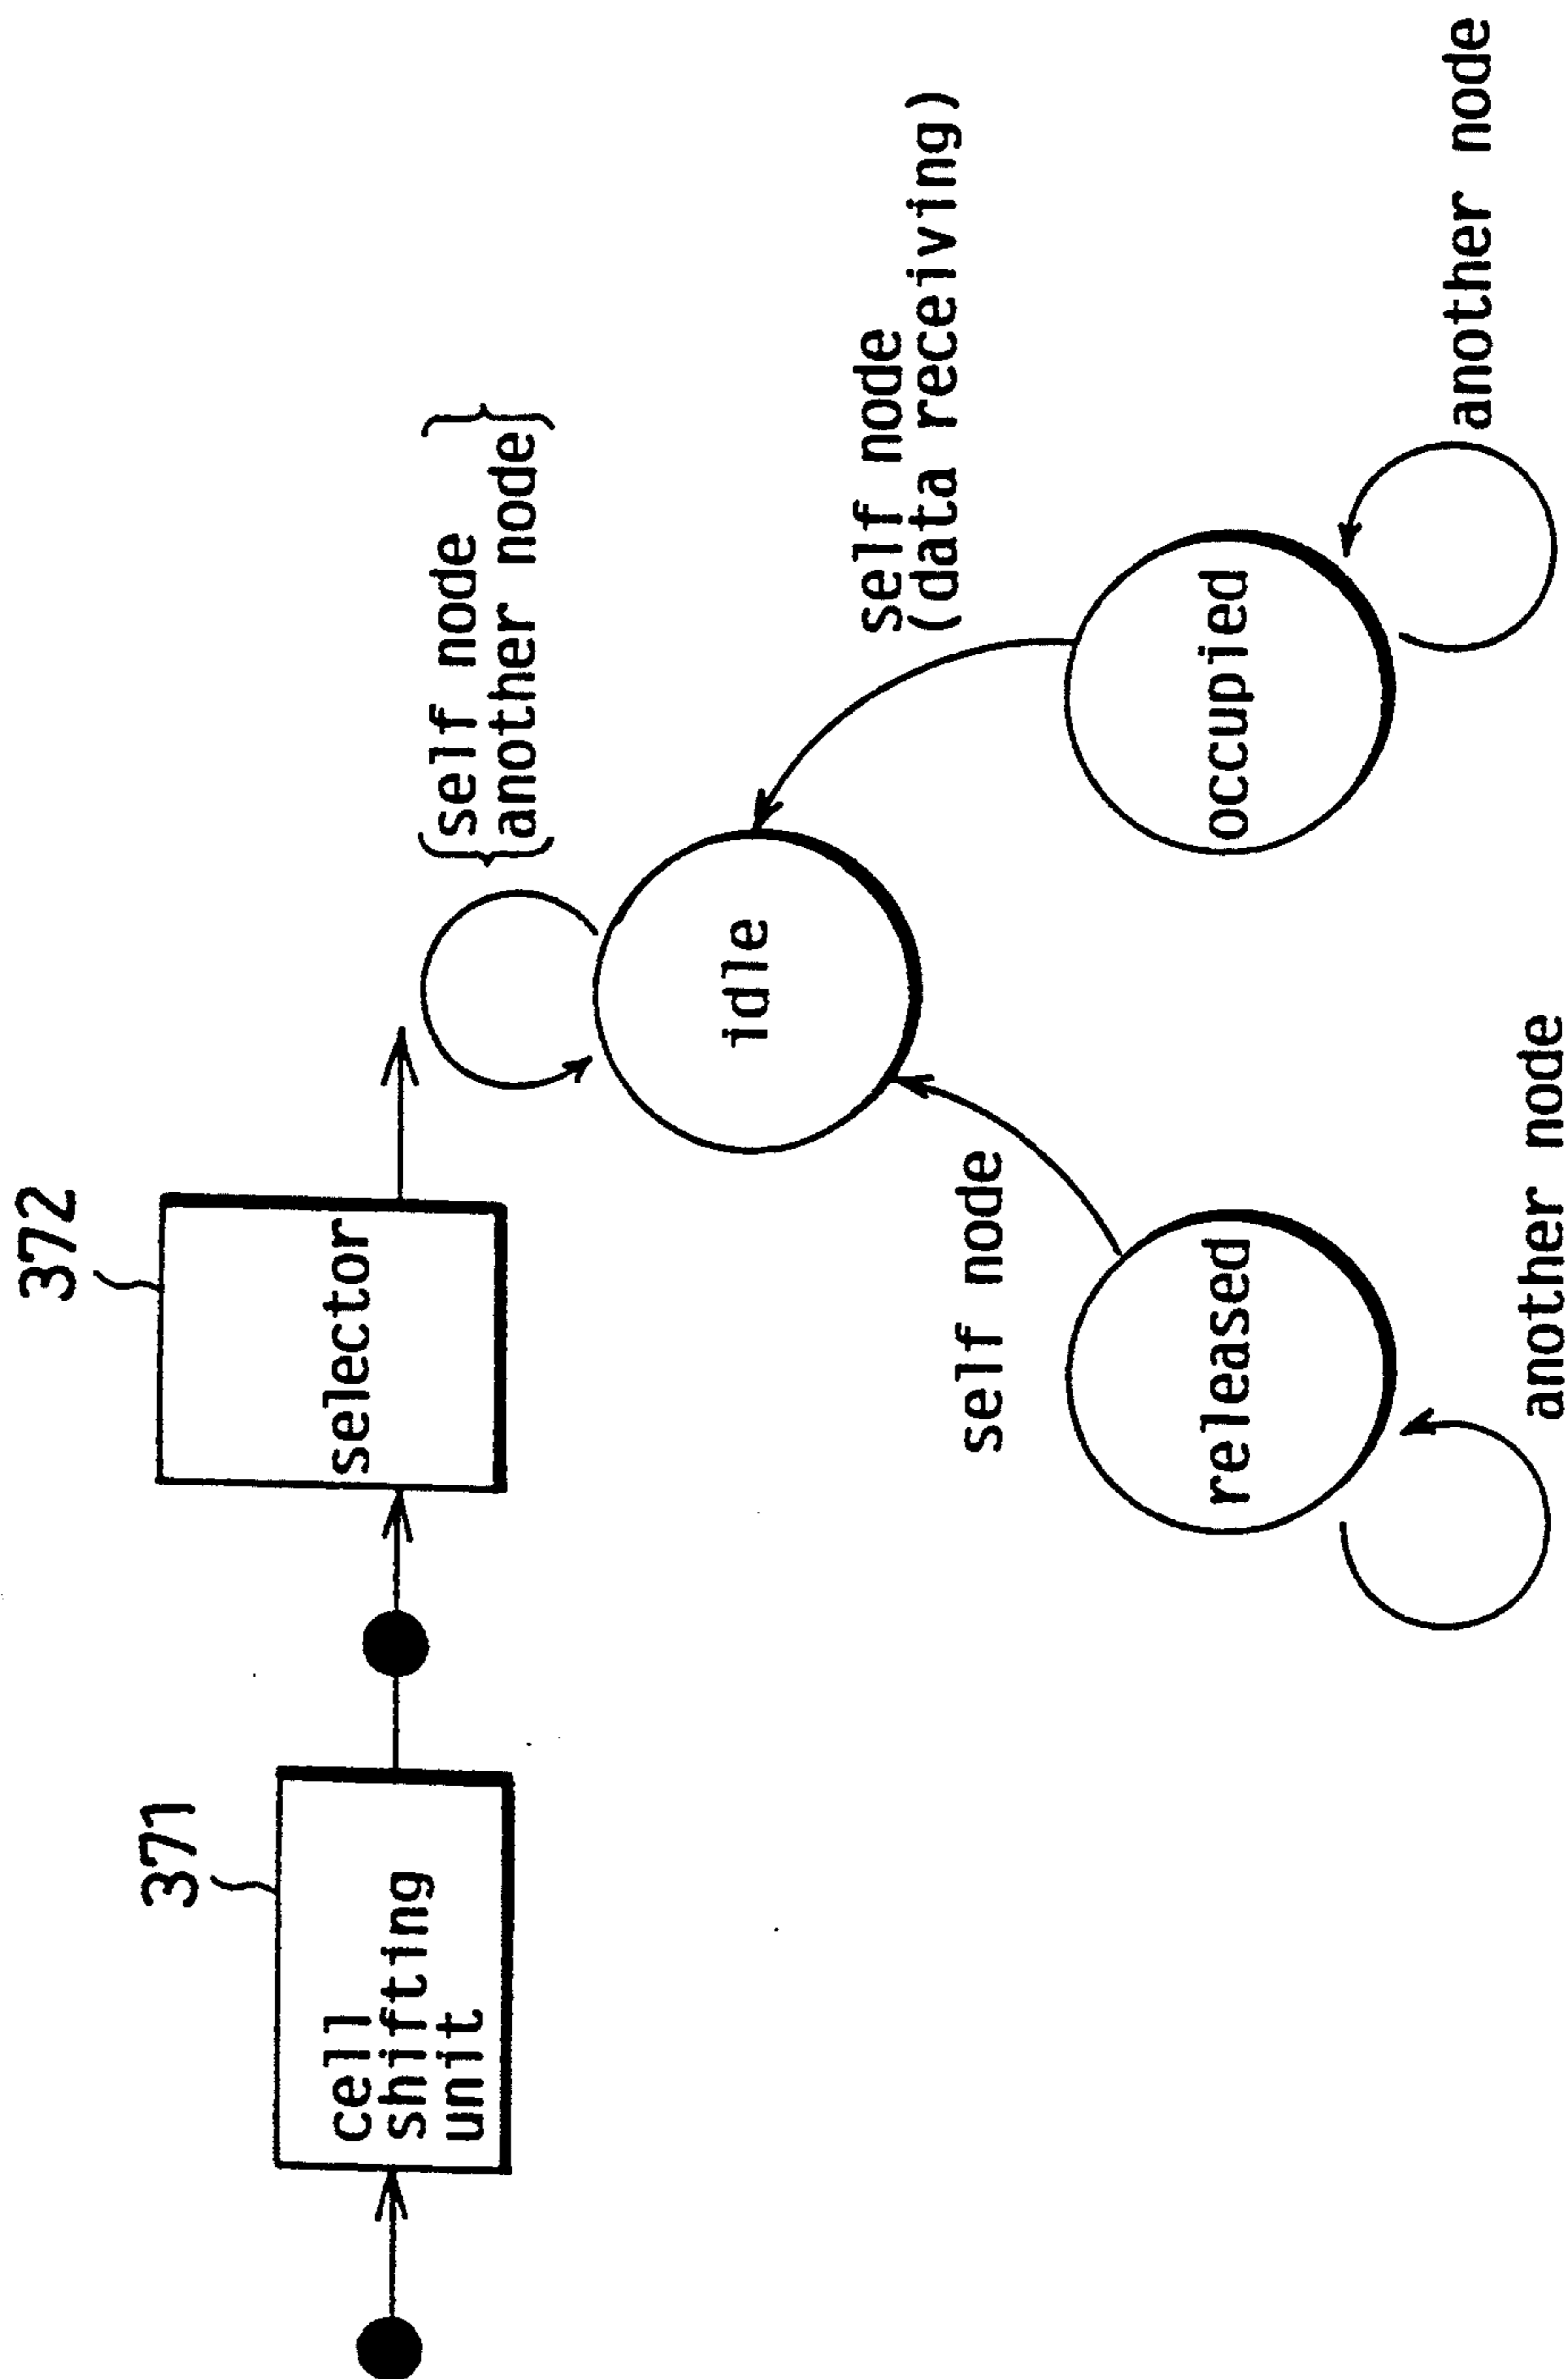 371
372
cell
shifting
unit
selector
{self node}
{another node}
idle
self node
self node
(data receiving)
released
occupied
another node
another node